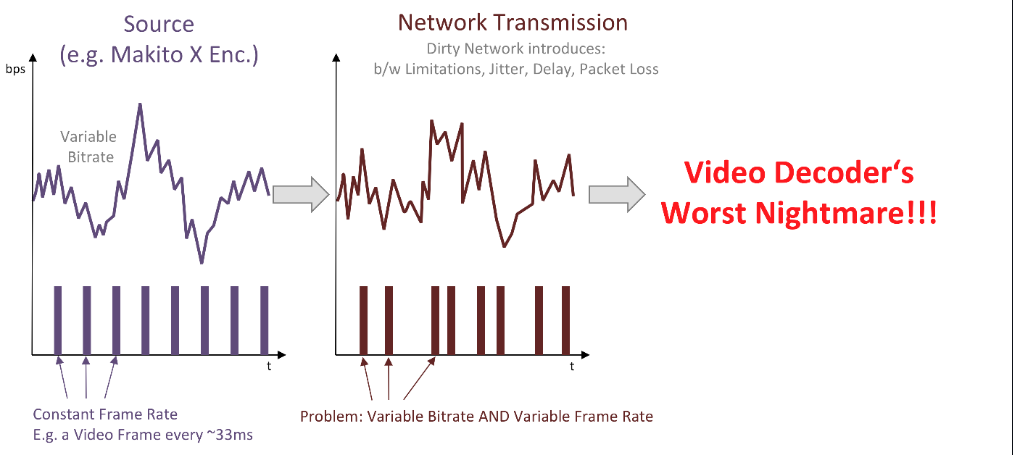 Source
(e.g. Makito X Enc.)
bps
Variable
Bitrate
t
Constant Frame Rate
E.g. a Video Frame every ~33ms
Network Transmission
Dirty Network introduces:
b/w Limitations, Jitter, Delay, Packet Loss
t
Problem: Variable Bitrate AND Variable Frame Rate
Video Decoder‘s
Worst Nightmare!!!